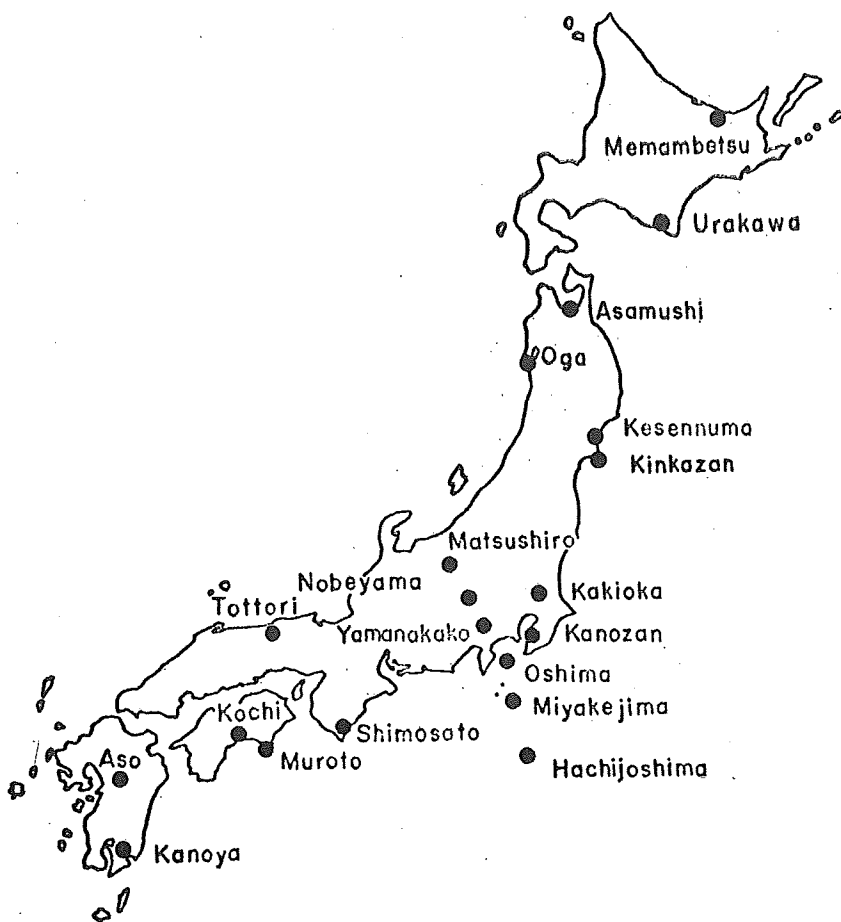 Memambetsu
Urakawa
Asamushi
Oga
Kesennuma
Kinkazan
Matsushiro
Nobeyama
Kakioka
Tottori
Yamanakako
Kanozan
Oshima
Miyakejima
Kochi
Shimosato
Muroto
Hachijoshima
Aso
Kanoya